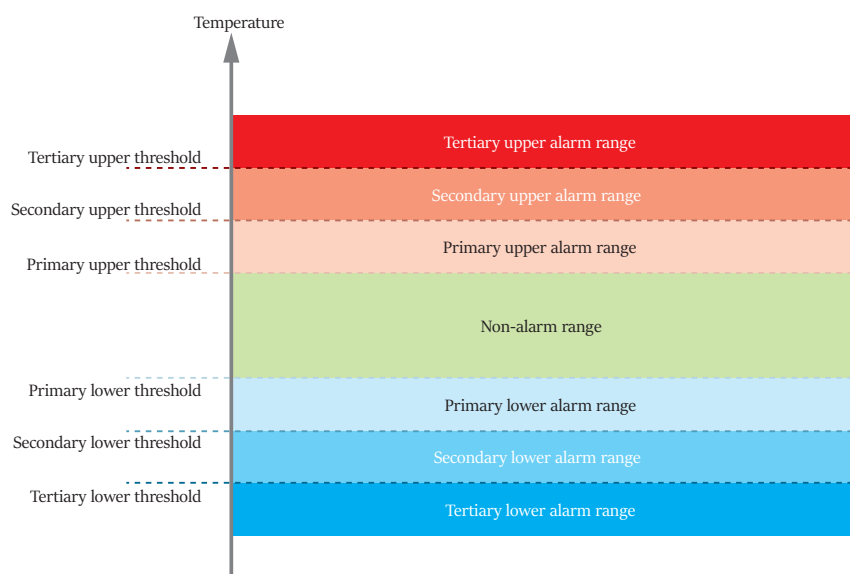 Temperature
Tertiary upper alarm range
Tertiary upper threshold
Secondary upper alarm range
Secondary upper threshold
Primary upper alarm range
Primary upper threshold
Non-alarm range
Primary lower threshold
Primary lower alarm range
Secondary lower threshold
Secondary lower alarm range
Tertiary lower threshold
Tertiary lower alarm range